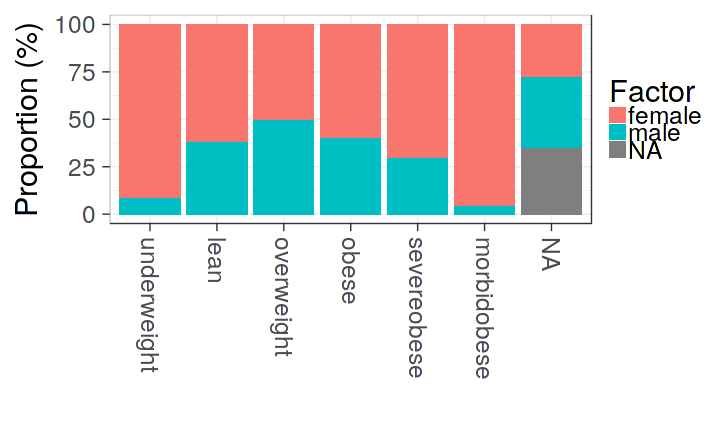 Proportion (%)
100
75
50
25
0
underweight
lean
overweight
obese
severeobese
morbidobese
NA
Factor
female
male
NA